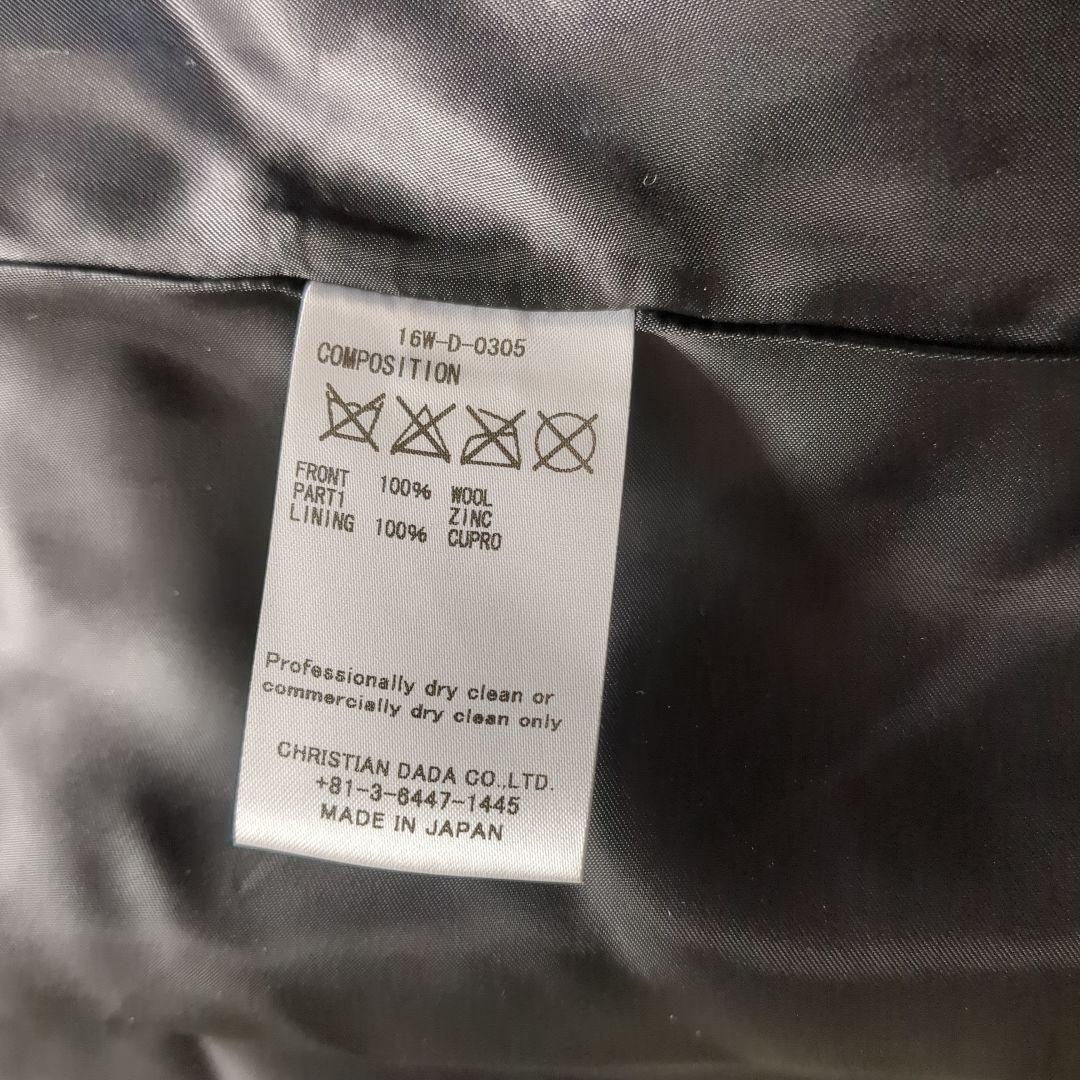 16W-D-0305
COMPOSITION
FRONT 100% WOOL
PART1 ZINC
LINING 100% CUPRO
Professionally dry clean or
commercially dry clean only
CHRISTIAN DADA CO.,LTD.
+81-3-6447-1445
MADE IN JAPAN